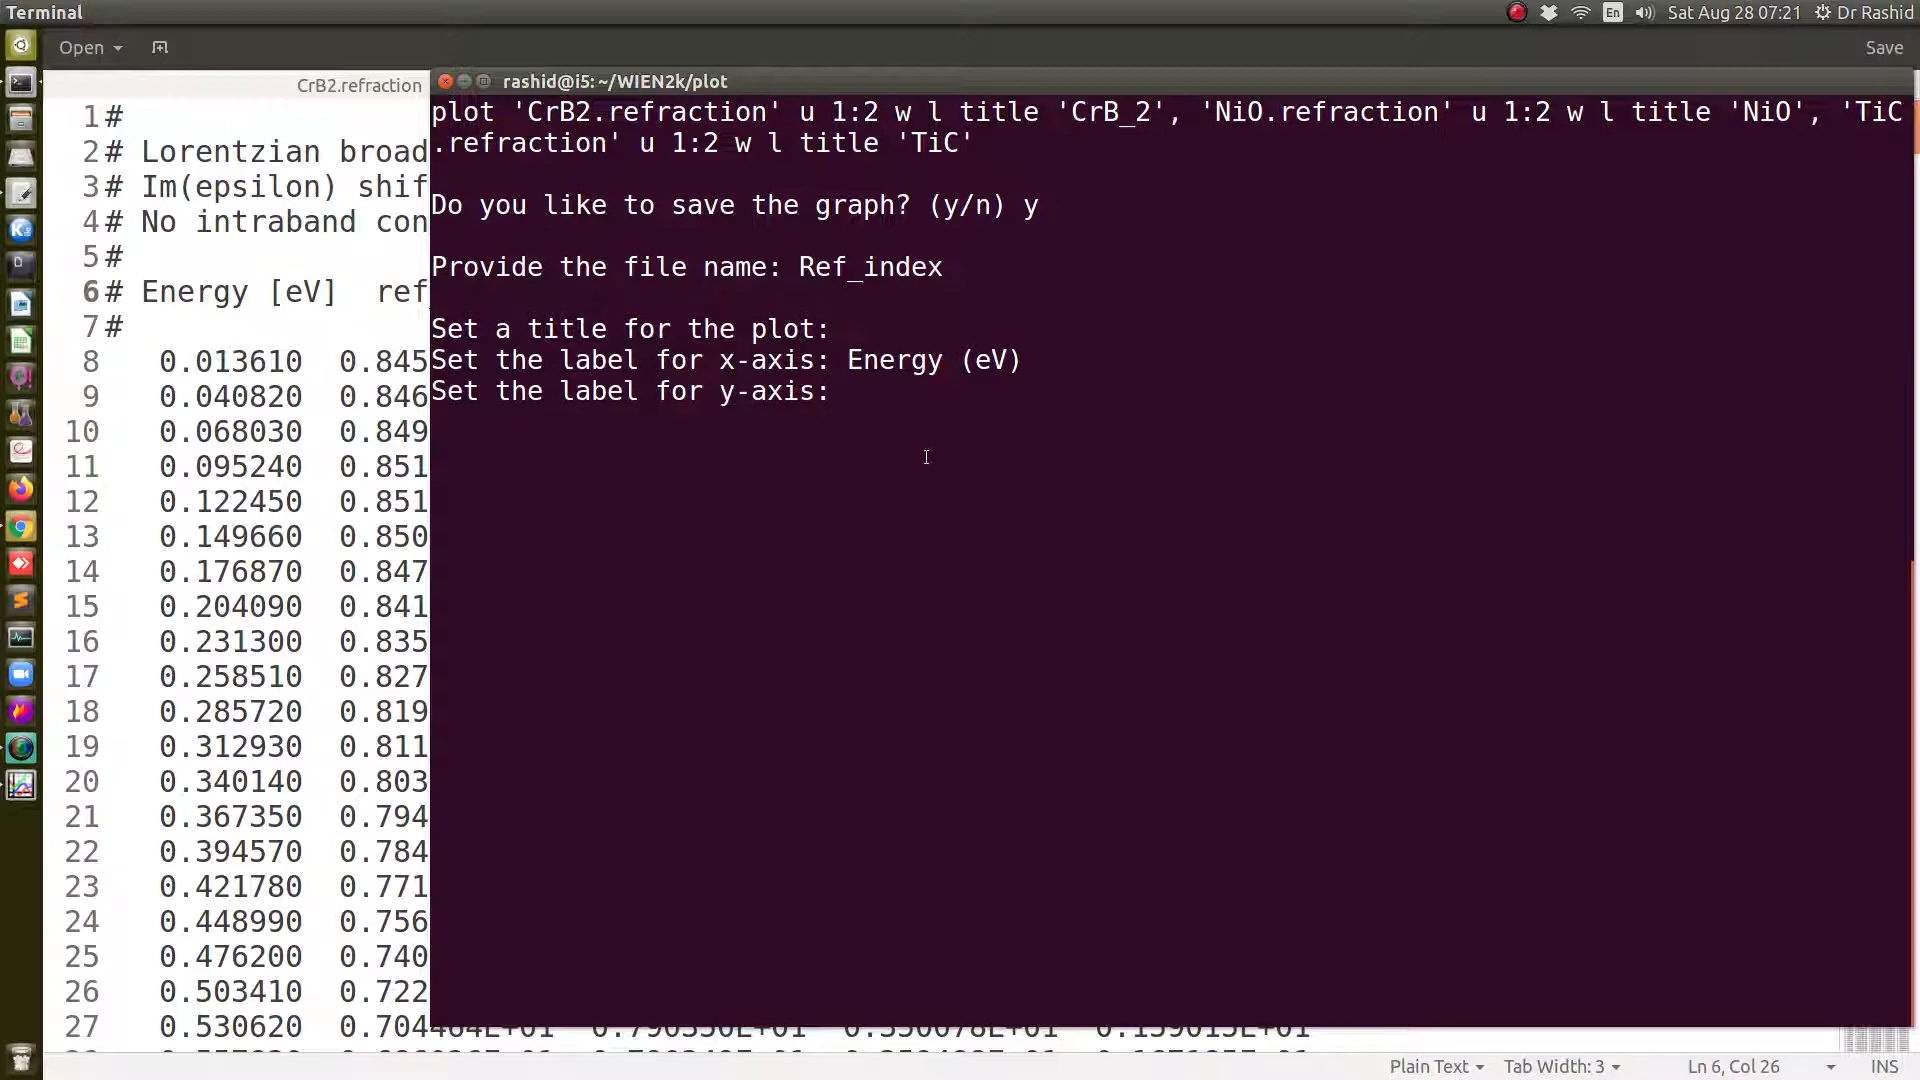 Terminal
En
Sat Aug 28 07:21
Dr Rashid
Open
Save
CrB2.refraction
rashid@i5: ~/WIEN2k/plot
1 #
2 # Lorentzian broad
3 # Im(epsilon) shif
4 # No intraband con
5 #
6 # Energy [eV] ref
7 #
8 0.013610 0.845
9 0.040820 0.846
10 0.068030 0.849
11 0.095240 0.851
12 0.122450 0.851
13 0.149660 0.850
14 0.176870 0.847
15 0.204090 0.841
16 0.231300 0.835
17 0.258510 0.827
18 0.285720 0.819
19 0.312930 0.811
20 0.340140 0.803
21 0.367350 0.794
22 0.394570 0.784
23 0.421780 0.771
24 0.448990 0.756
25 0.476200 0.740
26 0.503410 0.722
27 0.530620 0.704464E+01
plot 'CrB2.refraction' u 1:2 w l title 'CrB_2', 'NiO.refraction' u 1:2 w l title 'NiO', 'TiC
.refraction' u 1:2 w l title 'TiC'
Do you like to save the graph? (y/n) y
Provide the file name: Ref_index
Set a title for the plot:
Set the label for x-axis: Energy (eV)
Set the label for y-axis:
Plain Text
Tab Width: 3
Ln 6, Col 26
INS